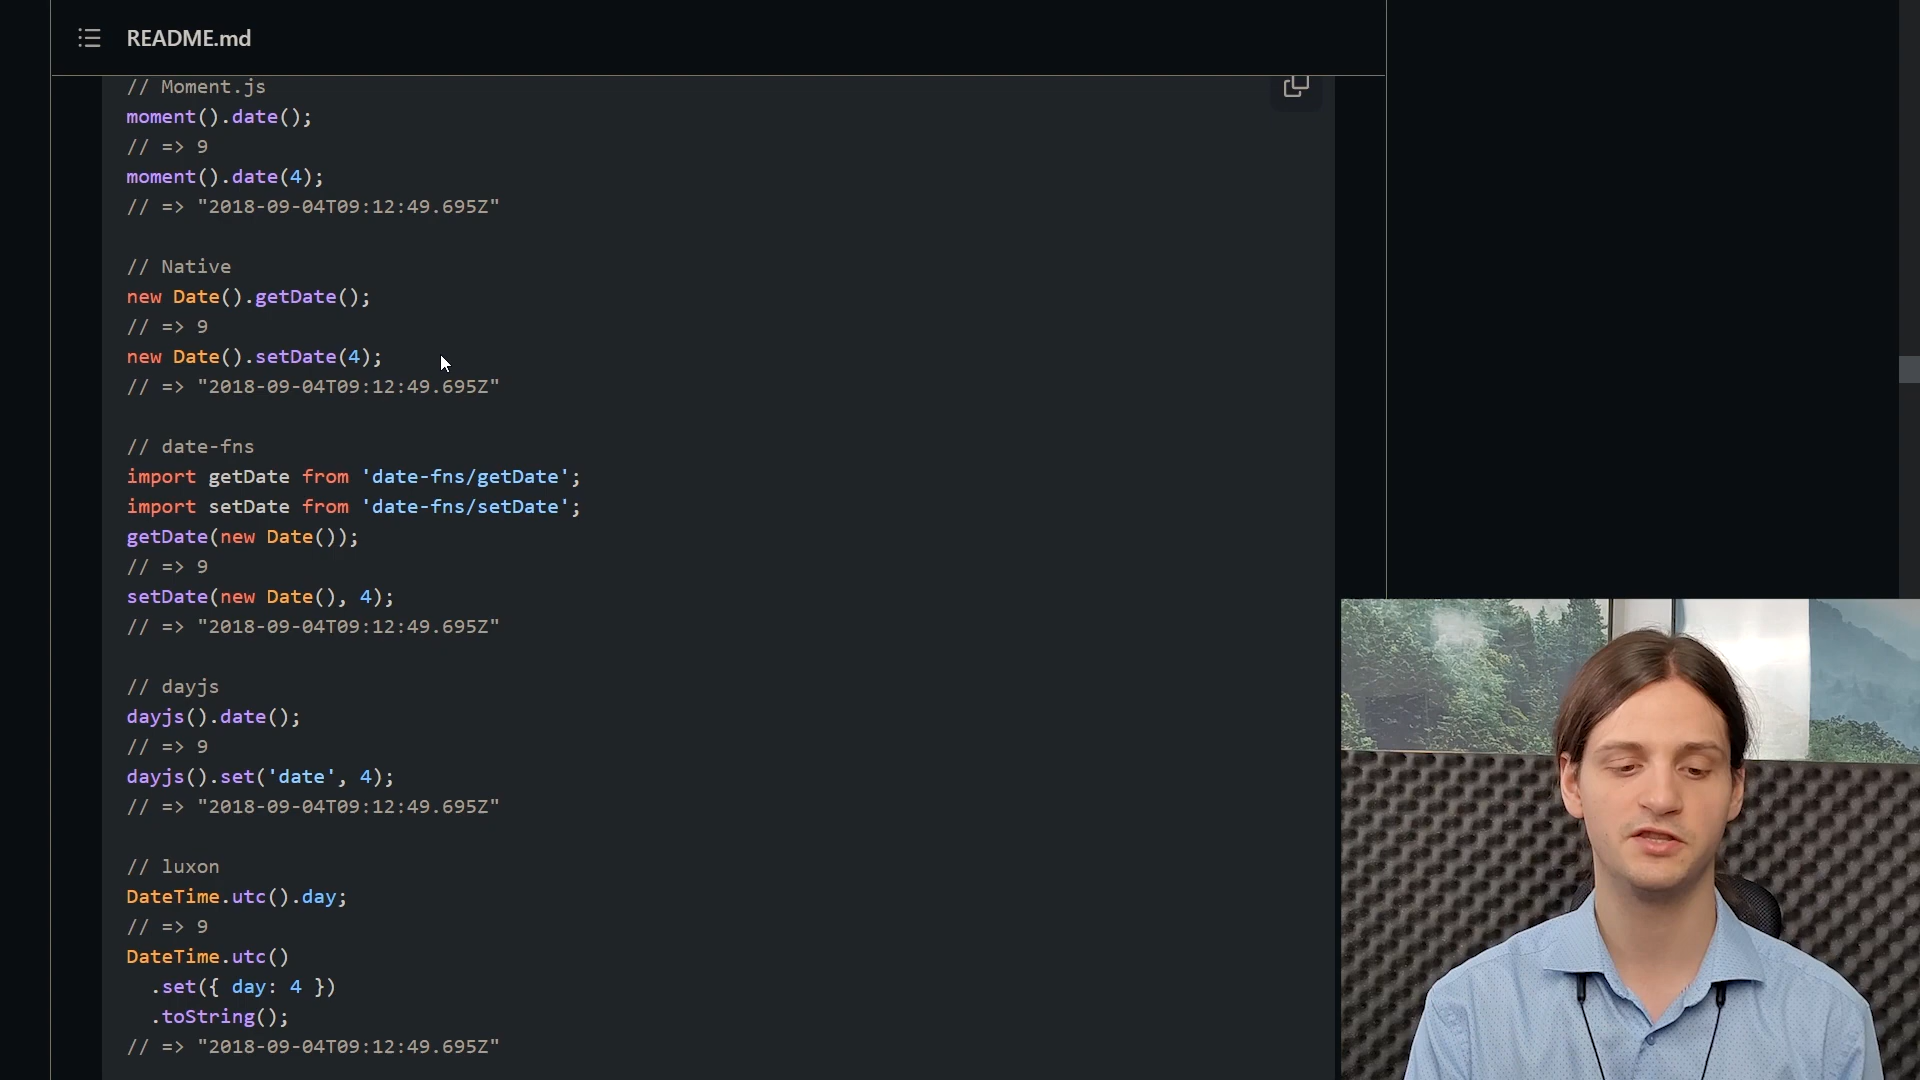 README.md
// Moment.js
moment().date();
// => 9
moment().date(4);
// => "2018-09-04T09:12:49.695Z"
// Native
new Date().getDate();
// => 9
new Date().setDate(4);
// => "2018-09-04T09:12:49.695Z"
// date-fns
import getDate from 'date-fns/getDate';
import setDate from 'date-fns/setDate';
getDate(new Date());
// => 9
setDate(new Date(), 4);
// => "2018-09-04T09:12:49.695Z"
// dayjs
dayjs().date();
// => 9
dayjs().set('date', 4);
// => "2018-09-04T09:12:49.695Z"
// luxon
DateTime.utc().day;
// => 9
DateTime.utc()
  .set({ day: 4 })
  .toString();
// => "2018-09-04T09:12:49.695Z"